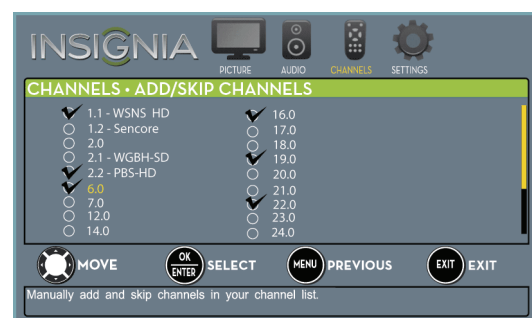 INSIGNIA
PICTURE AUDIO CHANNELS SETTINGS
CHANNELS • ADD/SKIP CHANNELS
1.1 - WSNS HD
1.2 - Sencore
2.0
2.1 - WGBH-SD
2.2 - PBS-HD
6.0
7.0
12.0
14.0
16.0
17.0
18.0
19.0
20.0
21.0
22.0
23.0
24.0
MOVE OK ENTER SELECT MENU PREVIOUS EXIT EXIT
Manually add and skip channels in your channel list.